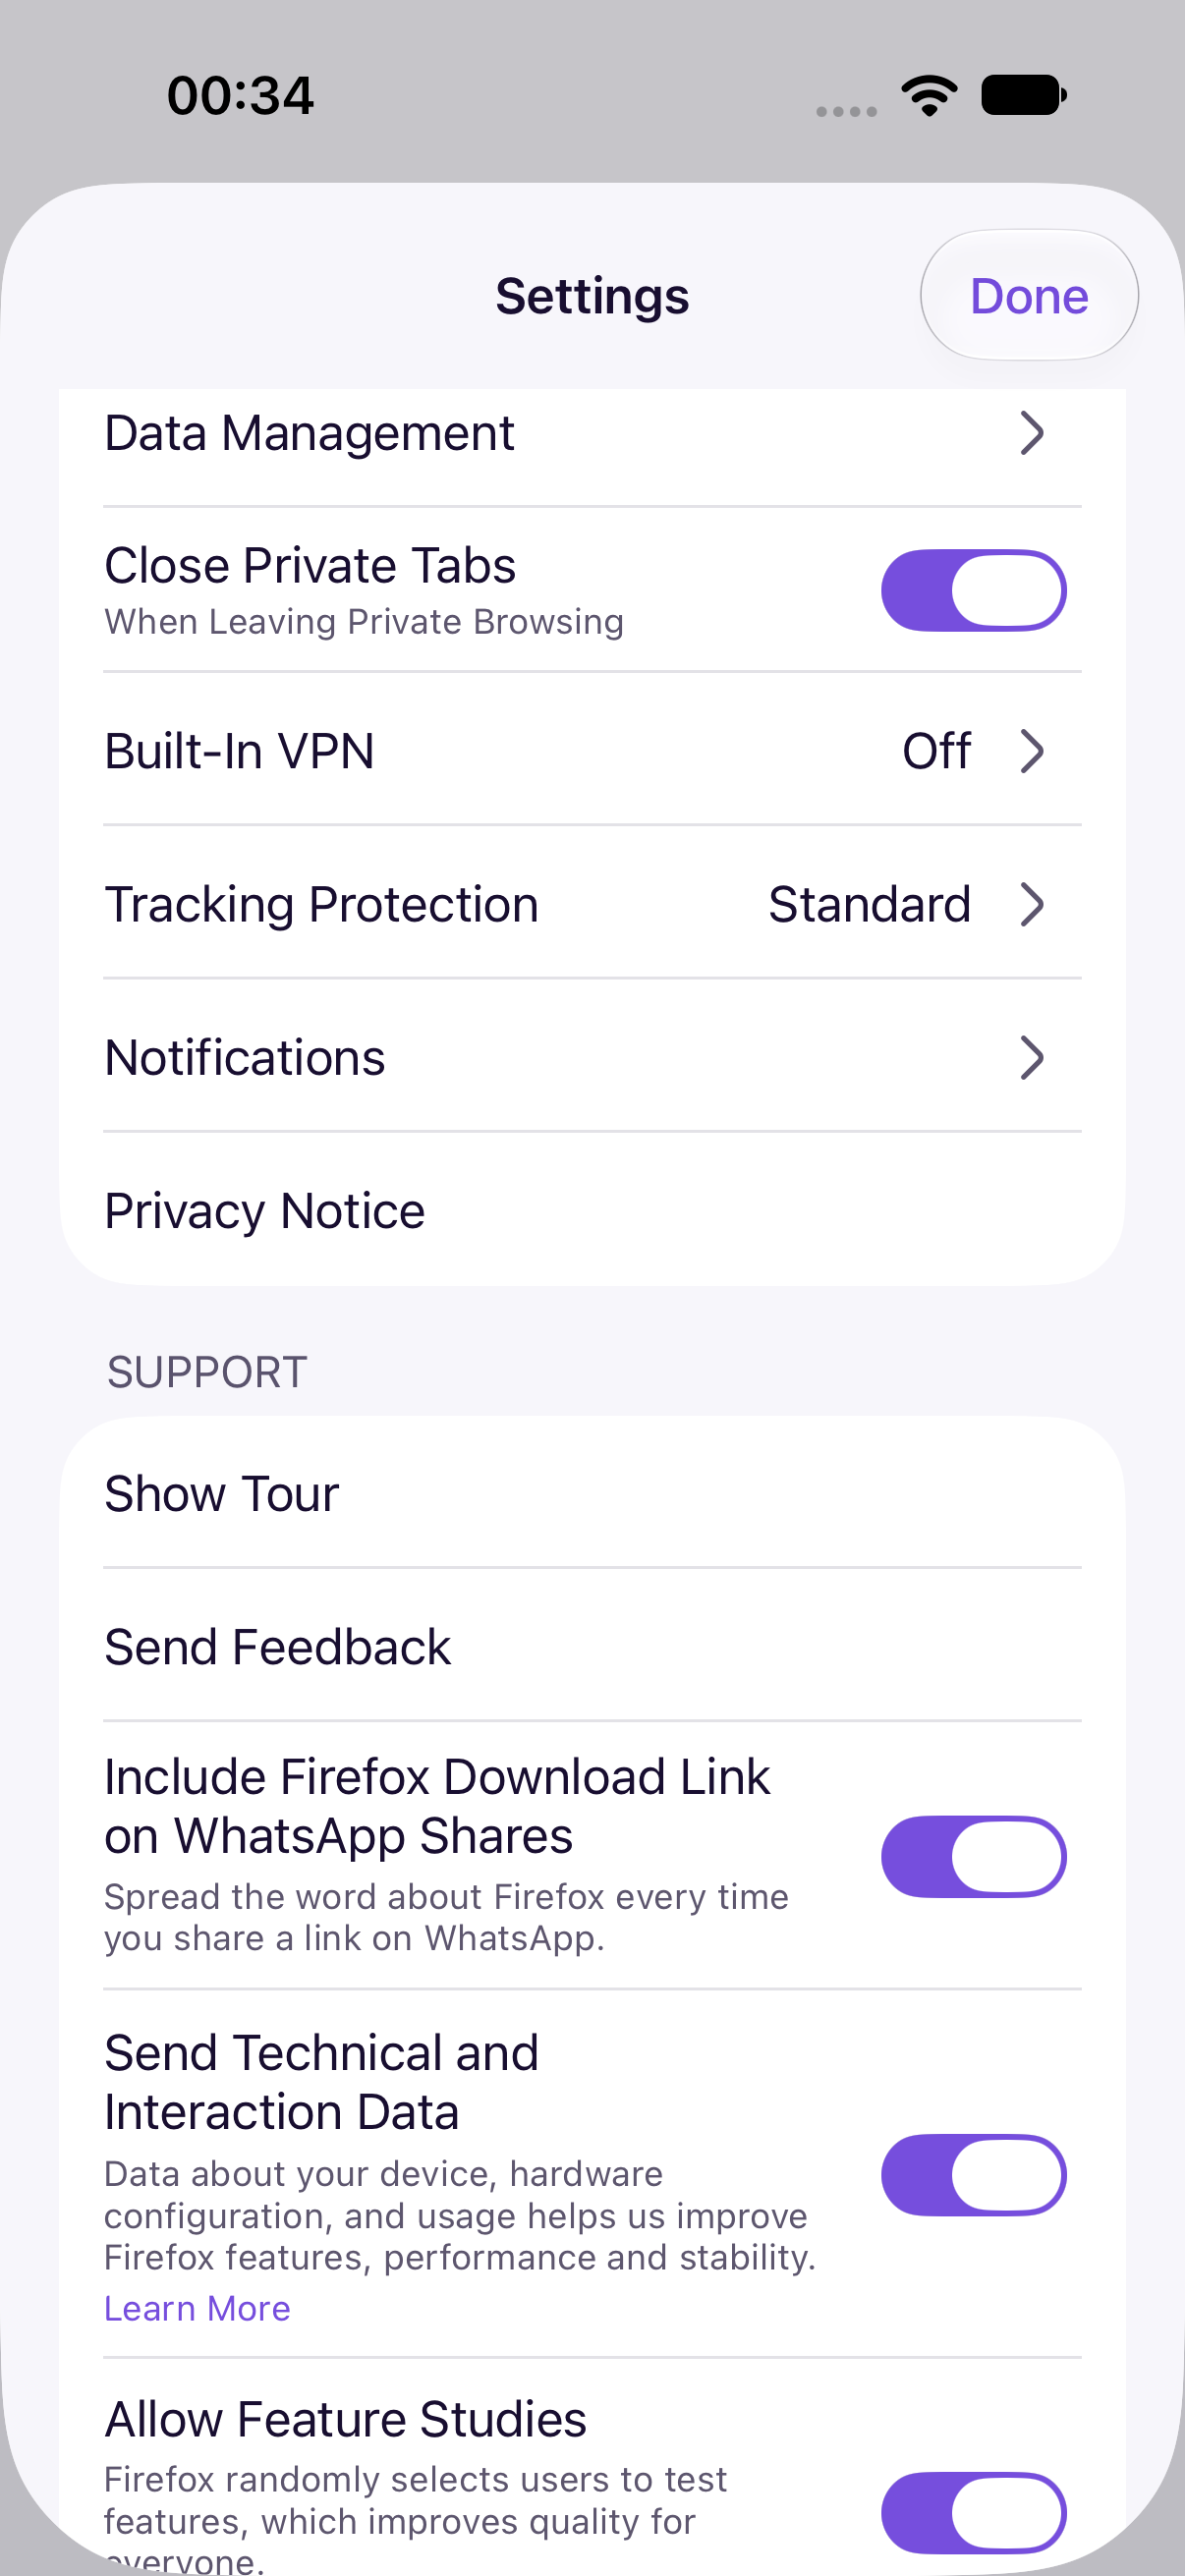 00:34
Settings
Done
Data Management
Close Private Tabs
When Leaving Private Browsing
Built-In VPN
Off
Tracking Protection
Standard
Notifications
Privacy Notice
SUPPORT
Show Tour
Send Feedback
Include Firefox Download Link
on WhatsApp Shares
Spread the word about Firefox every time
you share a link on WhatsApp.
Send Technical and
Interaction Data
Data about your device, hardware
configuration, and usage helps us improve
Firefox features, performance and stability.
Learn More
Allow Feature Studies
Firefox randomly selects users to test
features, which improves quality for
everyone.